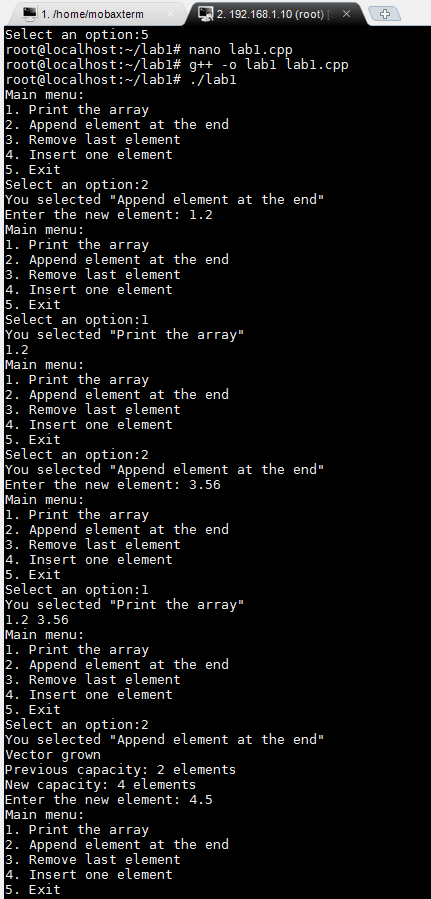 1. /home/mobaxterm
2. 192.168.1.10 (root)
Select an option:5
root@localhost:~/lab1# nano lab1.cpp
root@localhost:~/lab1# g++ -o lab1 lab1.cpp
root@localhost:~/lab1# ./lab1
Main menu:
1. Print the array
2. Append element at the end
3. Remove last element
4. Insert one element
5. Exit
Select an option:2
You selected "Append element at the end"
Enter the new element: 1.2
Main menu:
1. Print the array
2. Append element at the end
3. Remove last element
4. Insert one element
5. Exit
Select an option:1
You selected "Print the array"
1.2
Main menu:
1. Print the array
2. Append element at the end
3. Remove last element
4. Insert one element
5. Exit
Select an option:2
You selected "Append element at the end"
Enter the new element: 3.56
Main menu:
1. Print the array
2. Append element at the end
3. Remove last element
4. Insert one element
5. Exit
Select an option:1
You selected "Print the array"
1.2 3.56
Main menu:
1. Print the array
2. Append element at the end
3. Remove last element
4. Insert one element
5. Exit
Select an option:2
You selected "Append element at the end"
Vector grown
Previous capacity: 2 elements
New capacity: 4 elements
Enter the new element: 4.5
Main menu:
1. Print the array
2. Append element at the end
3. Remove last element
4. Insert one element
5. Exit